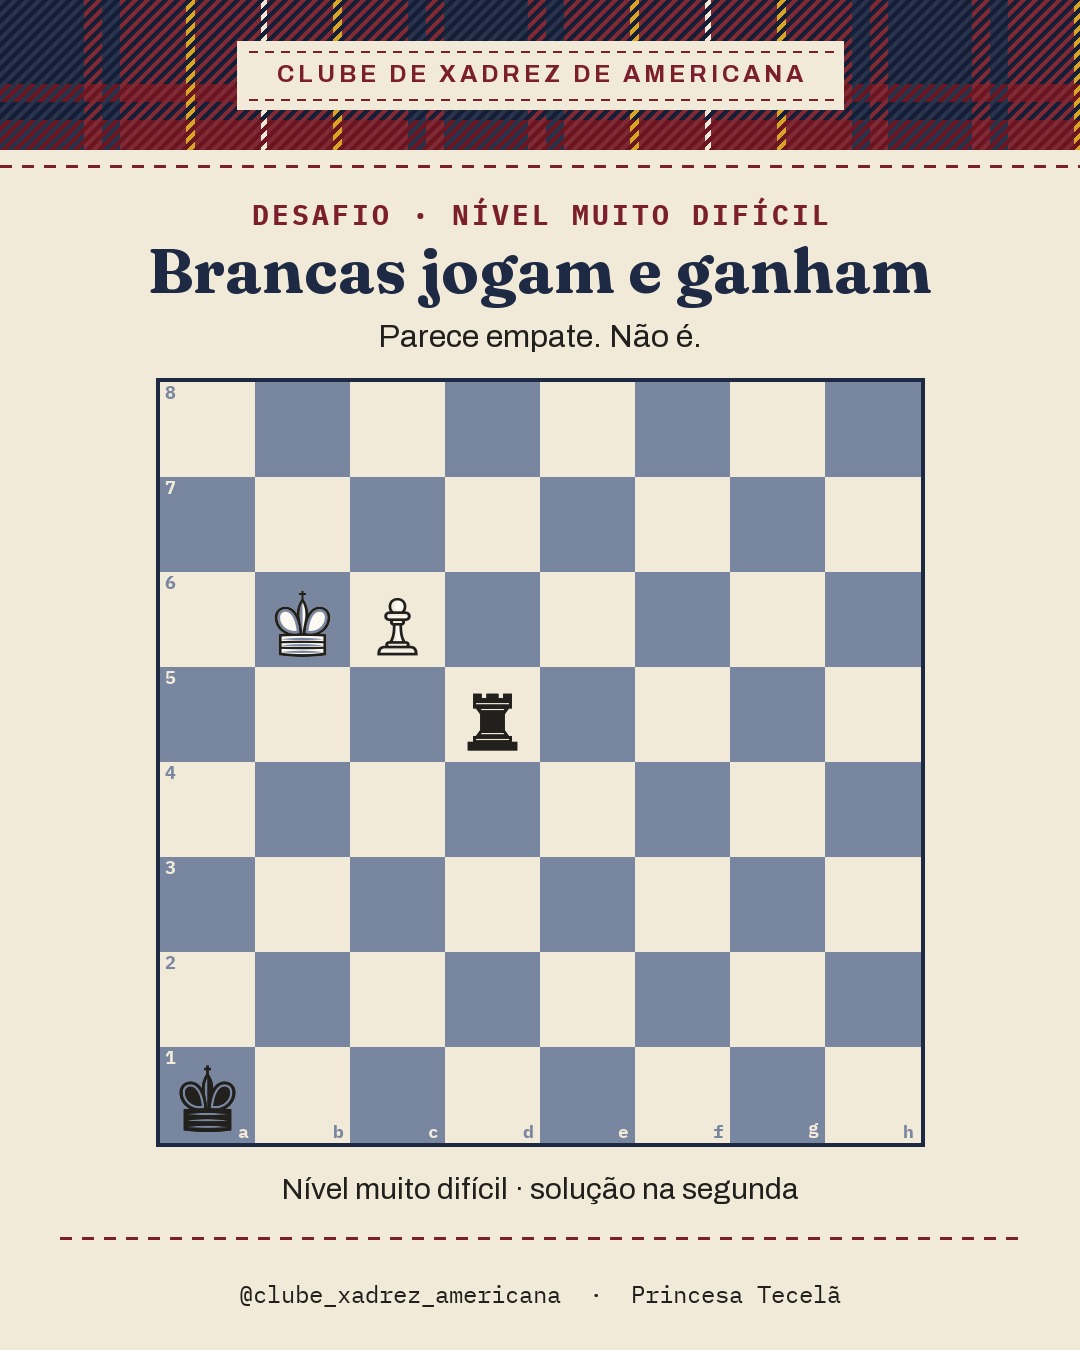 CLUBE DE XADREZ DE AMERICANA
DESAFIO · NÍVEL MUITO DIFÍCIL
Brancas jogam e ganham
Parece empate. Não é.
8
7
6
5
4
3
2
1
a b c d e f g h
Nível muito difícil · solução na segunda
@clube_xadrez_americana · Princesa Tecelã